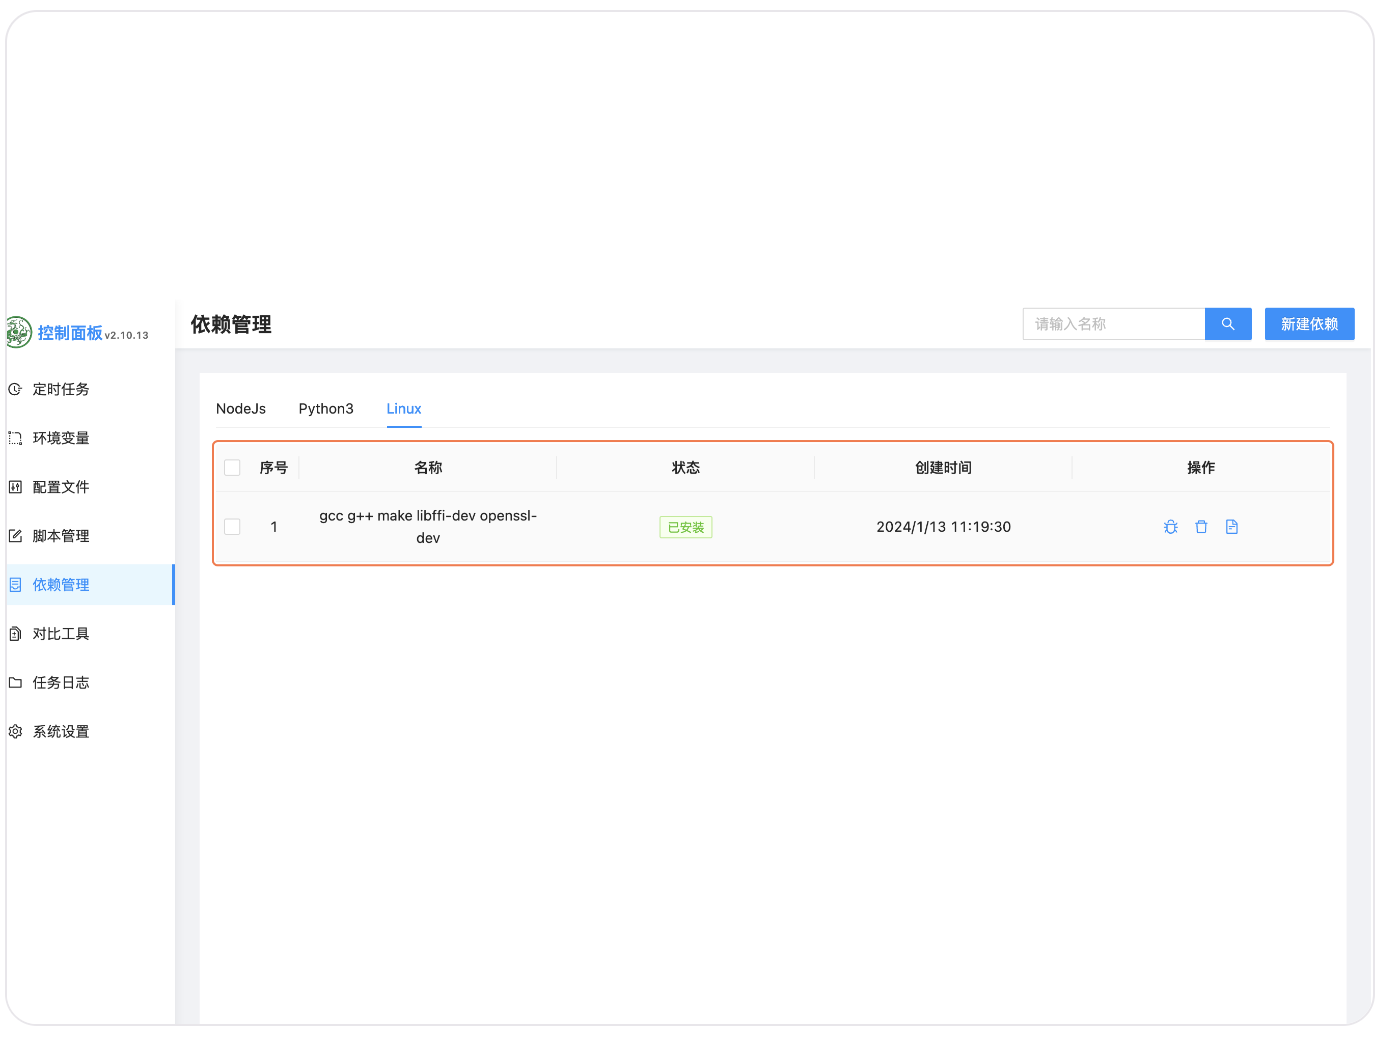 控制面板 v2.10.13
定时任务
环境变量
配置文件
脚本管理
依赖管理
对比工具
任务日志
系统设置
依赖管理
请输入名称
新建依赖
NodeJs Python3 Linux
序号 名称 状态 创建时间 操作
1 gcc g++ make libffi-dev openssl-
dev 已安装 2024/1/13 11:19:30